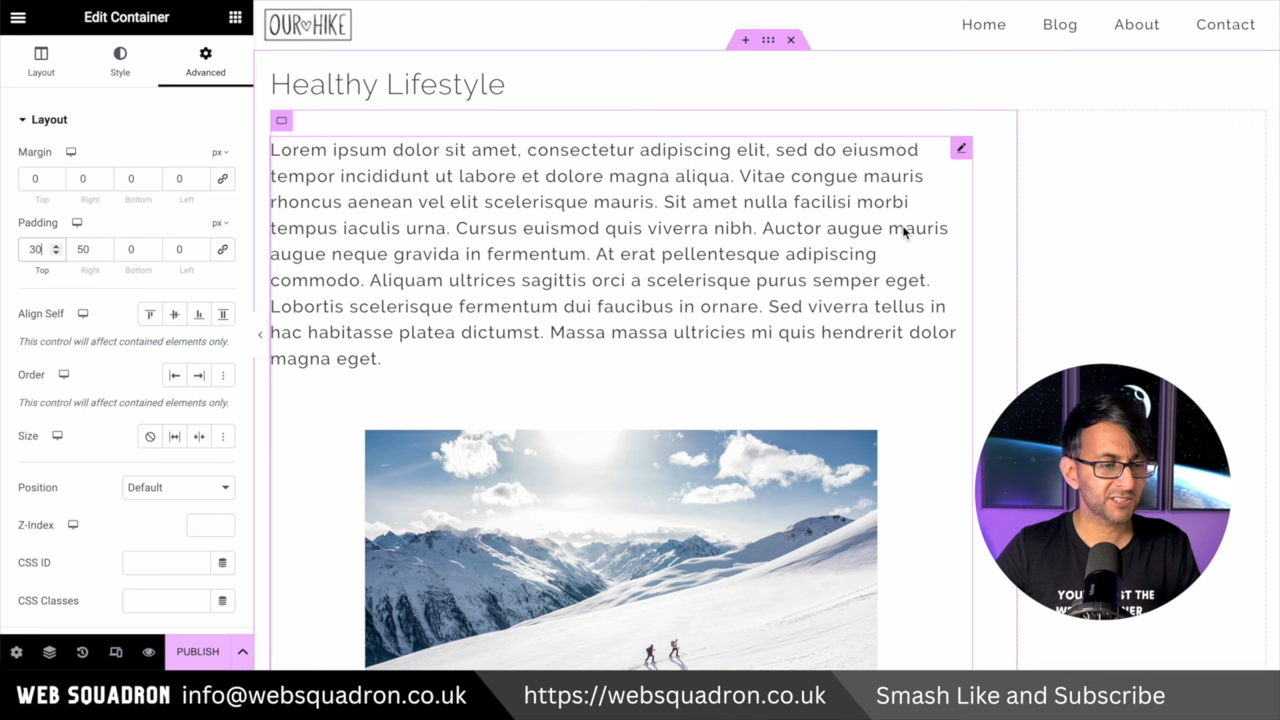 Edit Container
OUR HIKE
Home
Blog
About
Contact
Layout
Style
Advanced
Layout
Margin
px
0
0
0
0
Top
Right
Bottom
Left
Padding
px
30
50
0
0
Top
Right
Bottom
Left
Align Self
This control will affect contained elements only.
Order
This control will affect contained elements only.
Size
Position
Default
Z-Index
CSS ID
CSS Classes
PUBLISH
Healthy Lifestyle
Lorem ipsum dolor sit amet, consectetur adipiscing elit, sed do eiusmod
tempor incididunt ut labore et dolore magna aliqua. Vitae congue mauris
rhoncus aenean vel elit scelerisque mauris. Sit amet nulla facilisi morbi
tempus iaculis urna. Cursus euismod quis viverra nibh. Auctor augue mauris
augue neque gravida in fermentum. At erat pellentesque adipiscing
commodo. Aliquam ultrices sagittis orci a scelerisque purus semper eget.
Lobortis scelerisque fermentum dui faucibus in ornare. Sed viverra tellus in
hac habitasse platea dictumst. Massa massa ultricies mi quis hendrerit dolor
magna eget.
THE
WEB SQUADRON
info@websquadron.co.uk
https://websquadron.co.uk
Smash Like and Subscribe